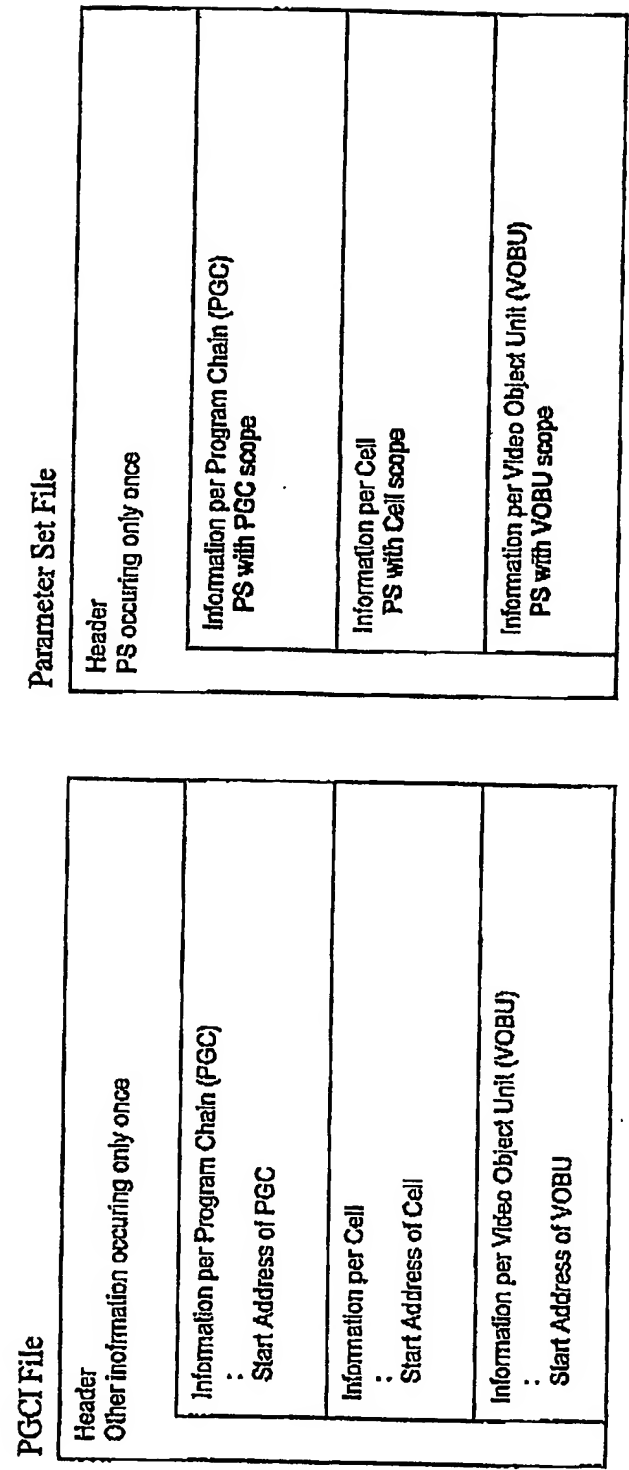 PGCI File
Header
Other inofrmation occuring only once
Information per Program Chain (PGC)
:
Start Address of PGC
Information per Cell
:
Start Address of Cell
Information per Video Object Unit (VOBU)
:
Start Address of VOBU
Parameter Set File
Header
PS occuring only once
Information per Program Chain (PGC)
PS with PGC scope
Information per Cell
PS with Cell scope
Information per Video Object Unit (VOBU)
PS with VOBU scope